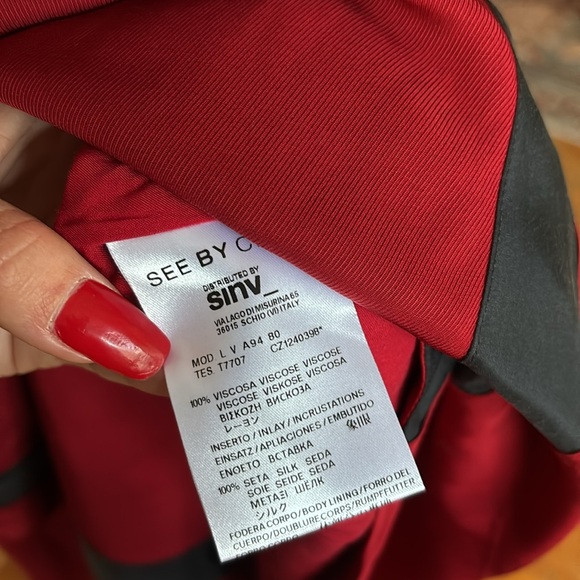 SEE BY
DISTRIBUTED BY
sinv_
VIA LAGO DI MISURINA 65
36015 SCHIO (VI) ITALY
MOD L V A94 80
TES T7707 CZ1240398*
100% VISCOSA VISCOSE VISCOSE
VISCOSE VISKOSE VISCOSA
ΒΙΣΚΟΖΗ ВИСКОЗА
レーヨン
INSERTO / INLAY / INCRUSTATIONS
EINSATZ / APLIACIONES / EMBUTIDO
ΕΝΘΕΤΟ ВСТАВКА
100% SETA SILK SEDA
SOIE SEIDE SEDA
ΜΕΤΑΞΙ ШЁЛК
シルク
FODERA CORPO / BODY LINING / FORRO DEL
CUERPO / DOUBLURE CORPS / RUMPFFUTTER